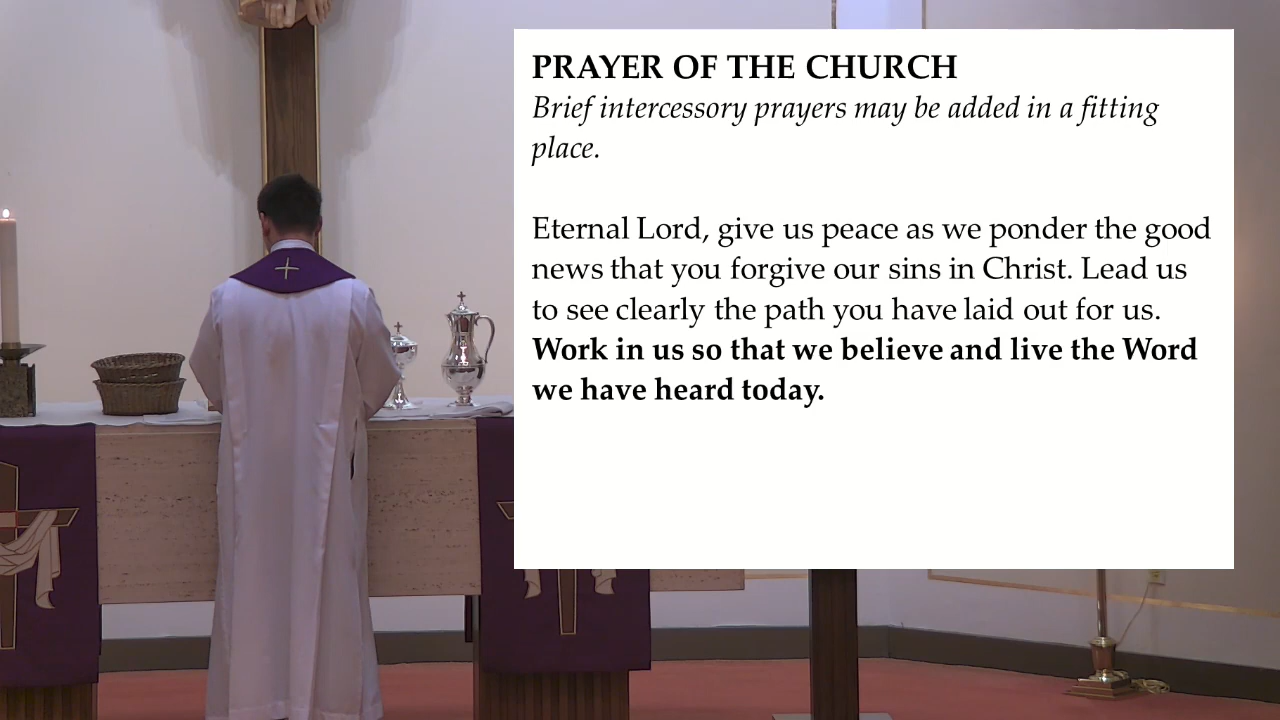 PRAYER OF THE CHURCH
Brief intercessory prayers may be added in a fitting
place.
Eternal Lord, give us peace as we ponder the good
news that you forgive our sins in Christ. Lead us
to see clearly the path you have laid out for us.
Work in us so that we believe and live the Word
we have heard today.